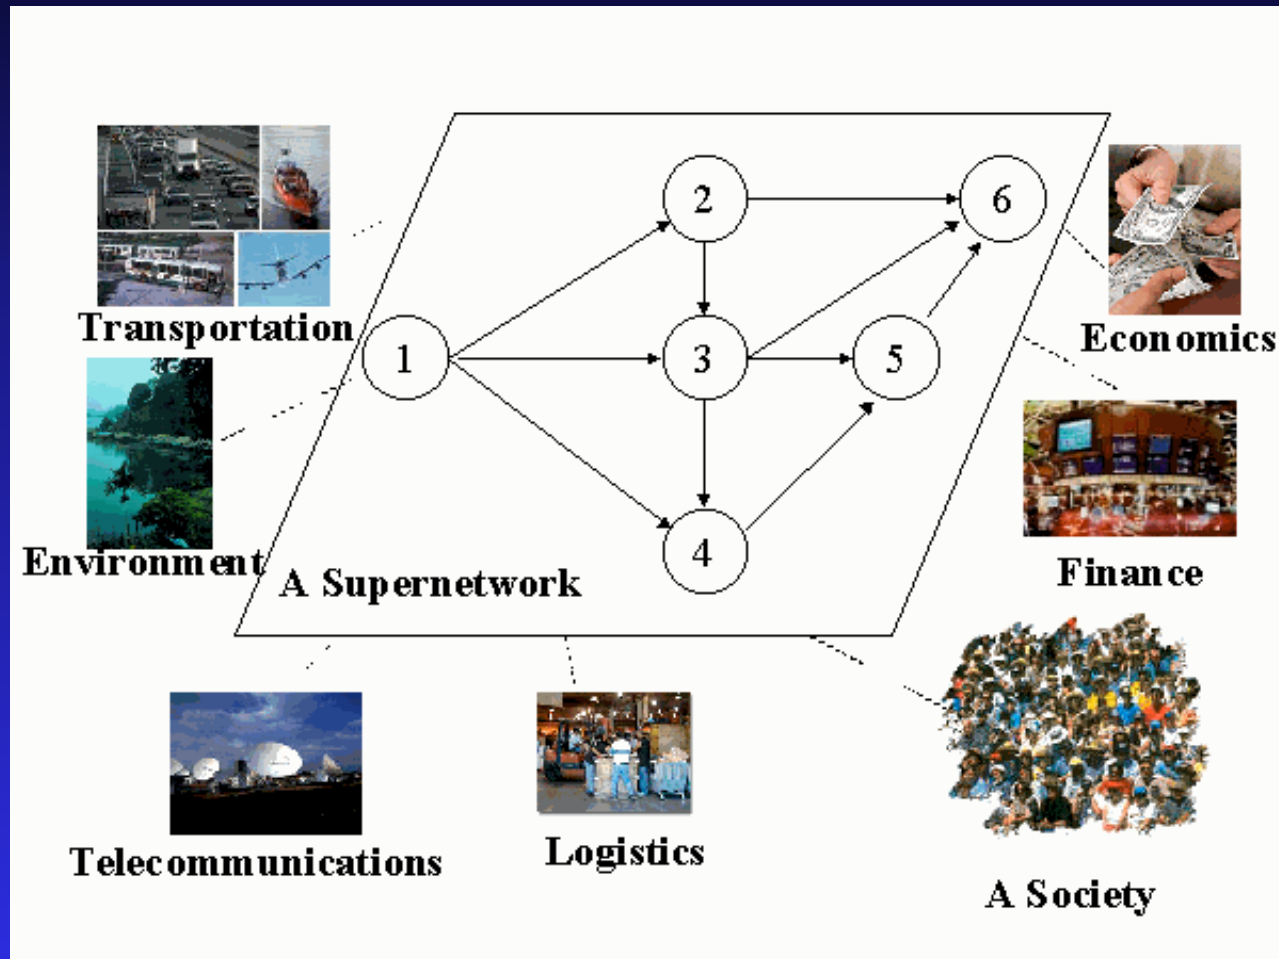 2
6
1
3
5
4
Transportation
Economics
Environment
A Supernetwork
Finance
Telecommunications
Logistics
A Society